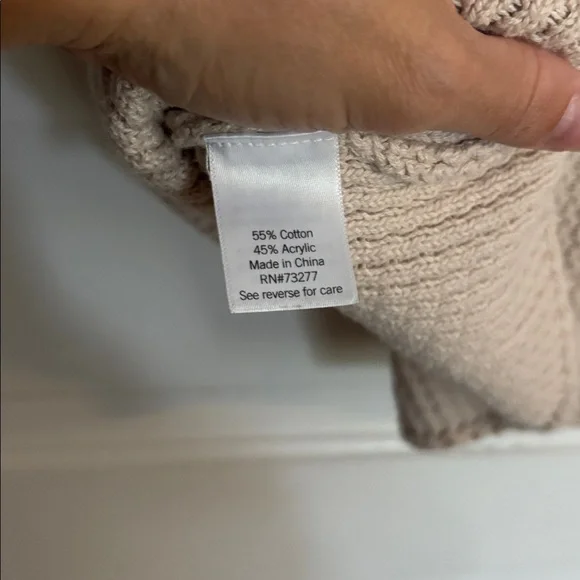 55% Cotton
45% Acrylic
Made in China
RN#73277
See reverse for care